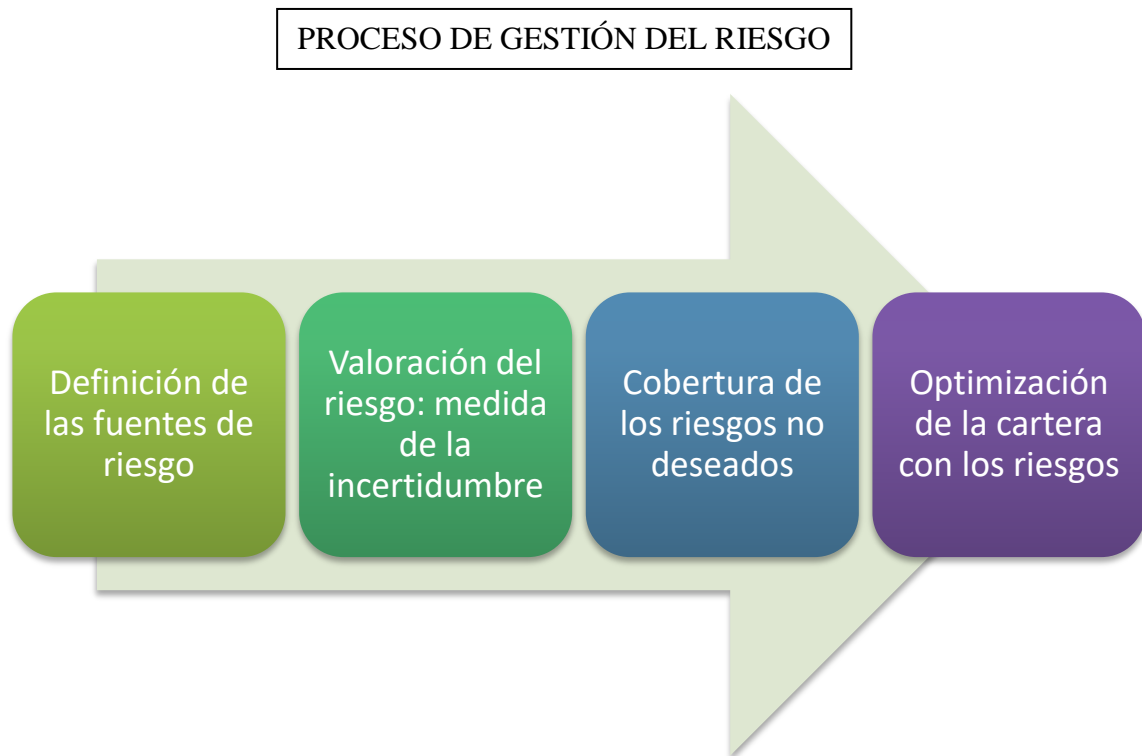 PROCESO DE GESTIÓN DEL RIESGO
Definición de
las fuentes de
riesgo
Valoración del
riesgo: medida
de la
incertidumbre
Cobertura de
los riesgos no
deseados
Optimización
de la cartera
con los riesgos